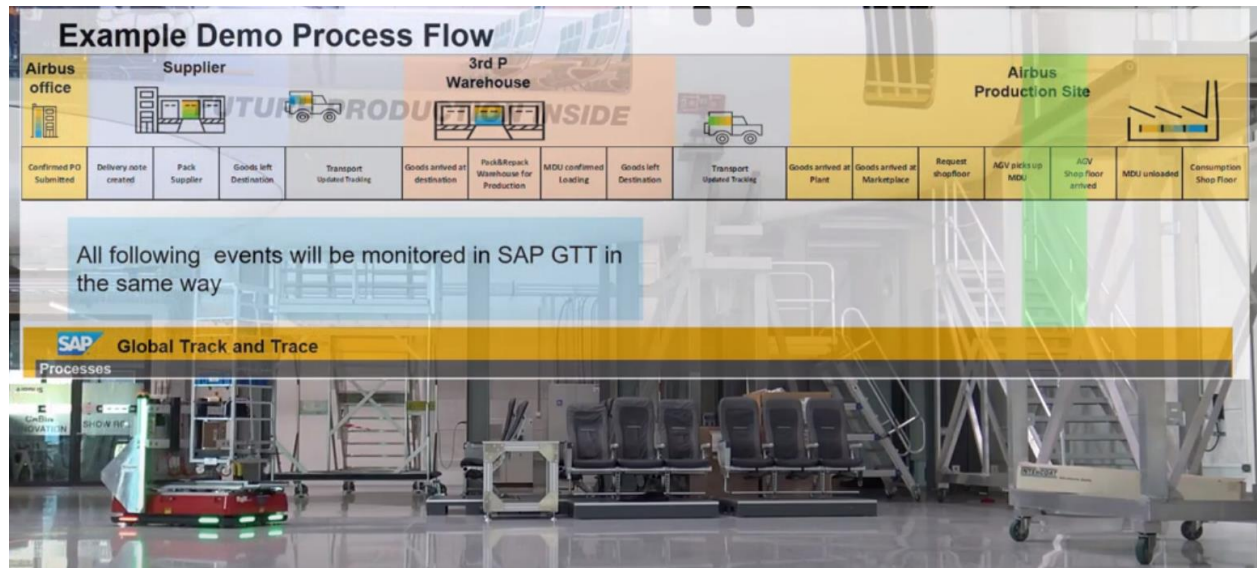 Example Demo Process Flow
Airbus
office
Supplier
3rd P
Warehouse
Airbus
Production Site
FUTURE PRODUCTION INSIDE
Confirmed PO
Submitted
Delivery note
created
Pack
Supplier
Goods left
Destination
Transport
Updated Tracking
Goods arrived at
destination
Pack&Repack
Warehouse for
Production
MDU confirmed
Loading
Goods left
Destination
Transport
Updated Tracking
Goods arrived at
Plant
Goods arrived at
Marketplace
Request
shopfloor
AGV picks up
MDU
AGV
Shop floor
arrived
MDU unloaded
Consumption
Shop Floor
All following events will be monitored in SAP GTT in
the same way
SAP Global Track and Trace
Processes
SHOW